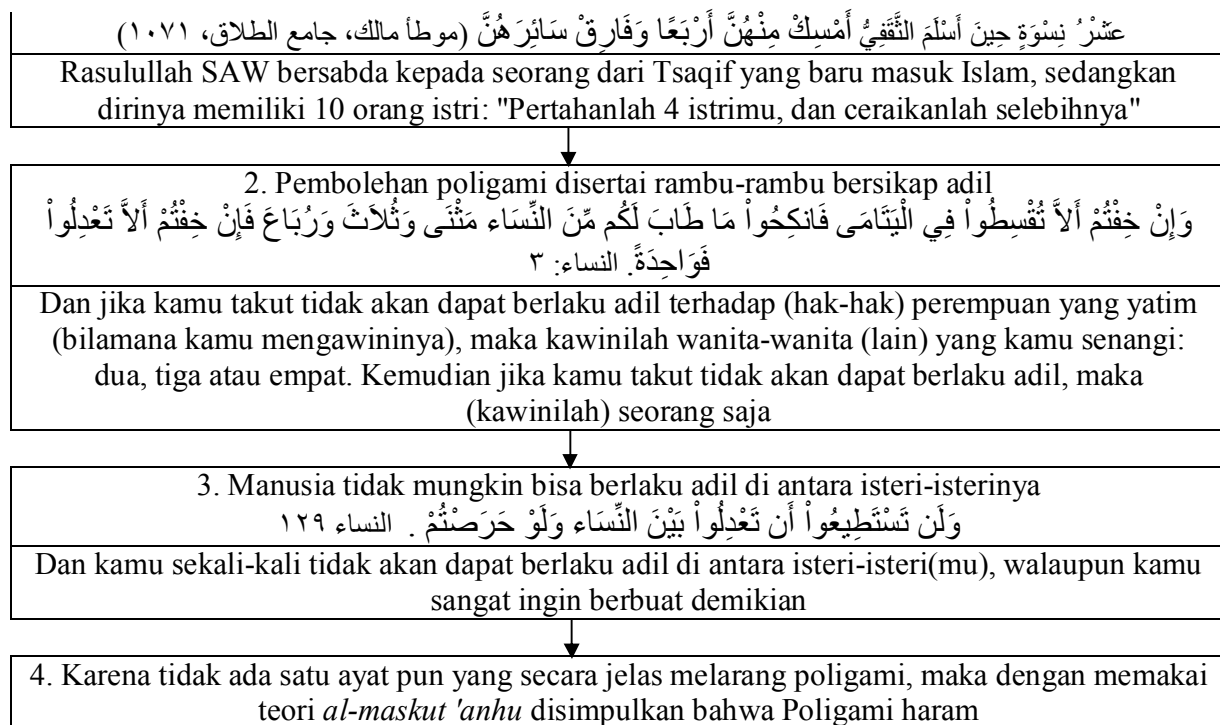 عَشْرُ نِسْوَةٍ حِينَ أَسْلَمَ الثَّقَفِيُّ أَمْسِكْ مِنْهُنَّ أَرْبَعًا وَفَارِقْ سَائِرَهُنَّ (موطأ مالك، جامع الطلاق، ١٠٧١)
Rasulullah SAW bersabda kepada seorang dari Tsaqif yang baru masuk Islam, sedangkan
dirinya memiliki 10 orang istri: "Pertahanlah 4 istrimu, dan ceraikanlah selebihnya"
2. Pembolehan poligami disertai rambu-rambu bersikap adil
وَإِنْ خِفْتُمْ أَلاَّ تُقْسِطُواْ فِي الْيَتَامَى فَانكِحُواْ مَا طَابَ لَكُم مِّنَ النِّسَاء مَثْنَى وَثُلاَثَ وَرُبَاعَ فَإِنْ خِفْتُمْ أَلاَّ تَعْدِلُواْ
فَوَاحِدَةً. النساء: ٣
Dan jika kamu takut tidak akan dapat berlaku adil terhadap (hak-hak) perempuan yang yatim
(bilamana kamu mengawininya), maka kawinilah wanita-wanita (lain) yang kamu senangi:
dua, tiga atau empat. Kemudian jika kamu takut tidak akan dapat berlaku adil, maka
(kawinilah) seorang saja
3. Manusia tidak mungkin bisa berlaku adil di antara isteri-isterinya
وَلَن تَسْتَطِيعُواْ أَن تَعْدِلُواْ بَيْنَ النِّسَاء وَلَوْ حَرَصْتُمْ . النساء ١٢٩
Dan kamu sekali-kali tidak akan dapat berlaku adil di antara isteri-isteri(mu), walaupun kamu
sangat ingin berbuat demikian
4. Karena tidak ada satu ayat pun yang secara jelas melarang poligami, maka dengan memakai
teori al-maskut 'anhu disimpulkan bahwa Poligami haram